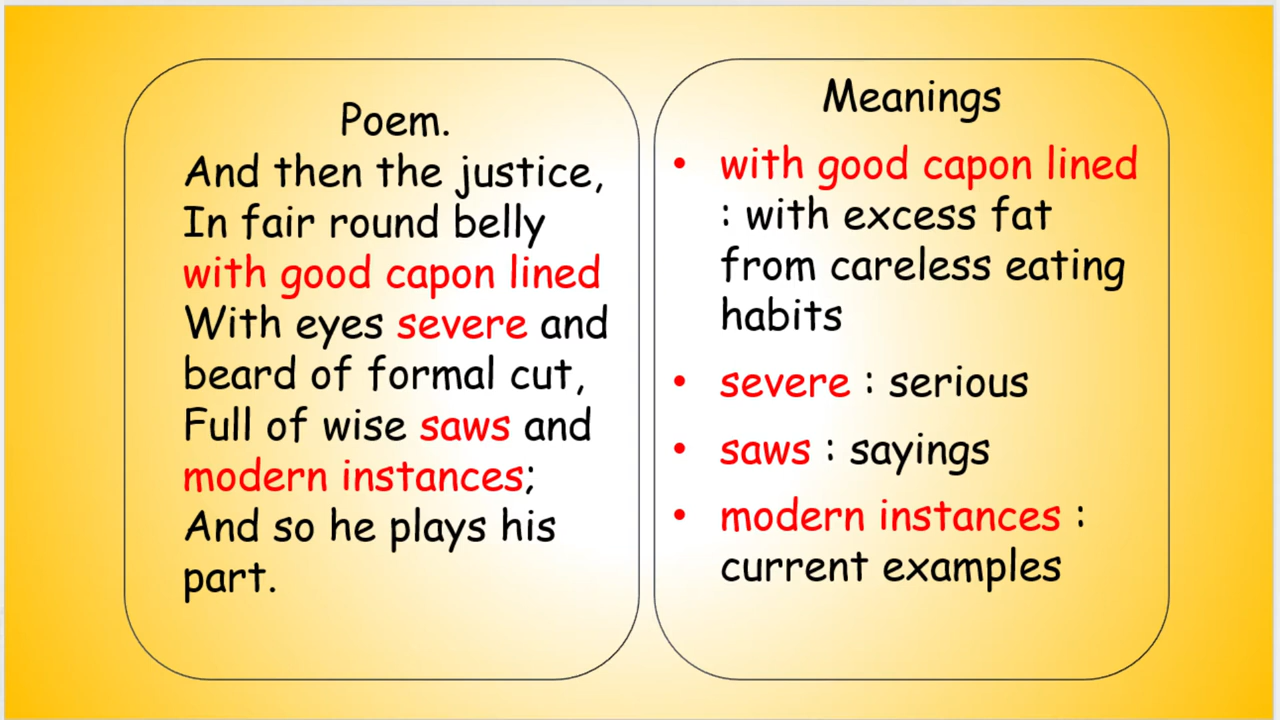 Poem.
And then the justice,
In fair round belly
with good capon lined
With eyes severe and
beard of formal cut,
Full of wise saws and
modern instances;
And so he plays his
part.
Meanings
• with good capon lined
: with excess fat
from careless eating
habits
• severe : serious
• saws : sayings
• modern instances :
current examples